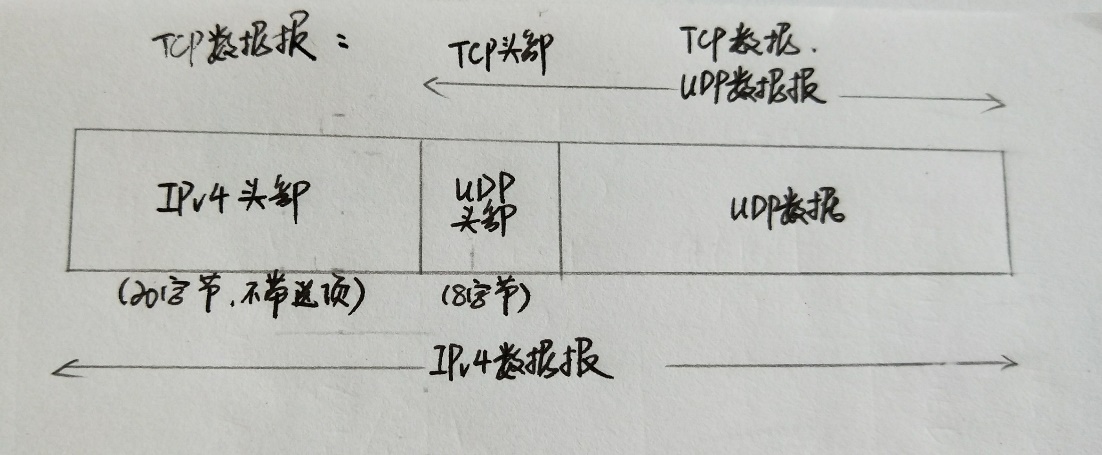 TCP数据报：
TCP头部
TCP数据.
UDP数据报
IPv4头部
UDP
头部
UDP数据
(20字节,不带选项)
(8字节)
IPv4数据报